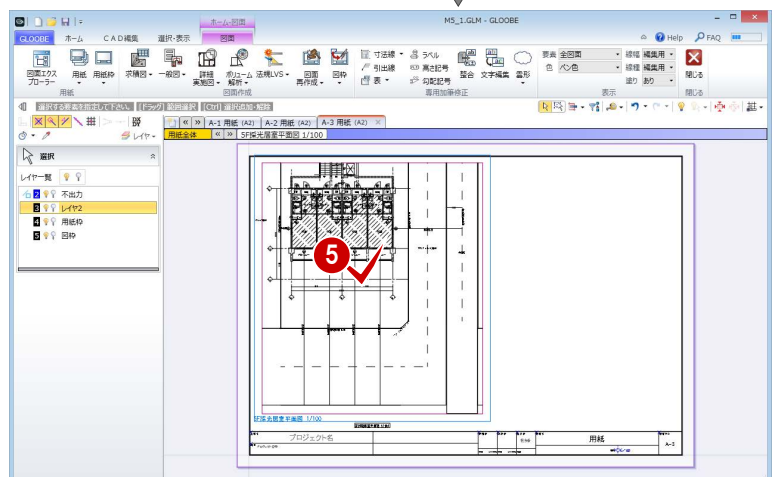 ホーム-図面
M5_1.GLM - GLOOBE
GLOOBE ホーム CAD編集 選択・表示 図面
Help FAQ
図面エクスプローラー 用紙 用紙枠 求積図 一般図 詳細実施図 ボリューム解析 法規LVS 図面再作成 図枠
寸法線 ラベル
引出線 高さ記号
表 勾配記号
整合 文字編集 雲形
要素 全図面 線幅 編集用
色 ペン色 線種 編集用
塗り あり
閉じる
用紙 図面作成 専用加筆修正 表示 閉じる
選択する要素を指定して下さい。 [ドラッグ] 範囲選択 [Ctrl] 選択追加・解除
A-1 用紙 (A2) A-2 用紙 (A2) A-3 用紙 (A2)
レイヤ
用紙全体 5F採光居室平面図 1/100
選択
レイヤ一覧
2 不出力
3 レイヤ2
4 用紙
5 図枠
5
5F採光居室平面図 1/100
プロジェクト名 用紙
A-3